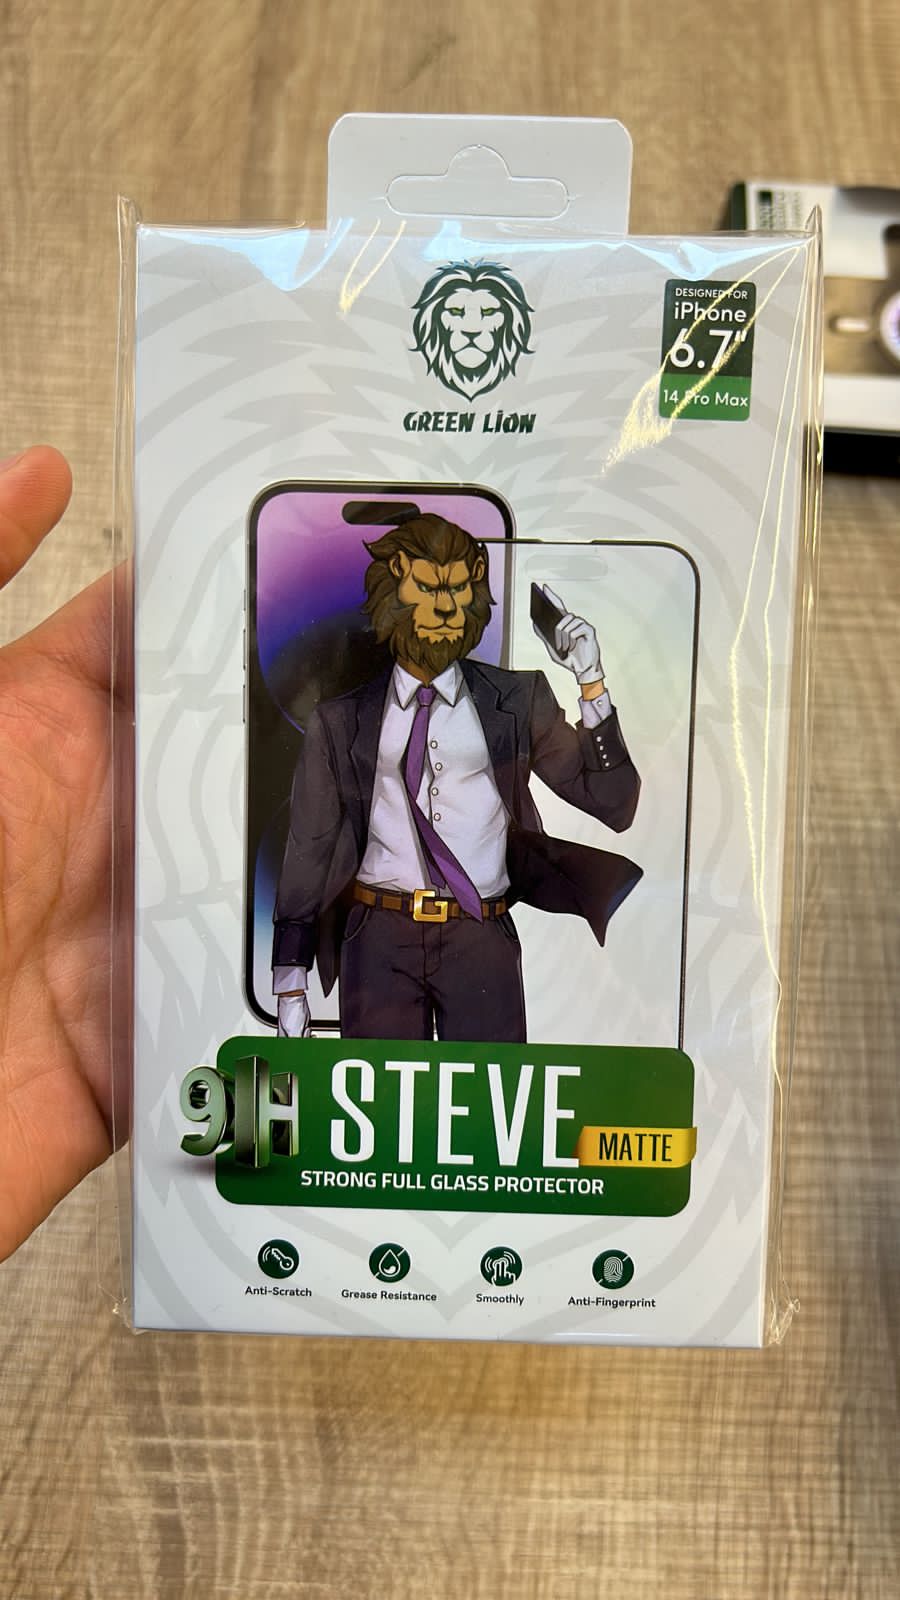 GREEN LION
DESIGNED FOR
iPhone
6.7"
14 Pro Max
G
9H
STEVE
MATTE
STRONG FULL GLASS PROTECTOR
Anti-Scratch
Grease Resistance
Smoothly
Anti-Fingerprint